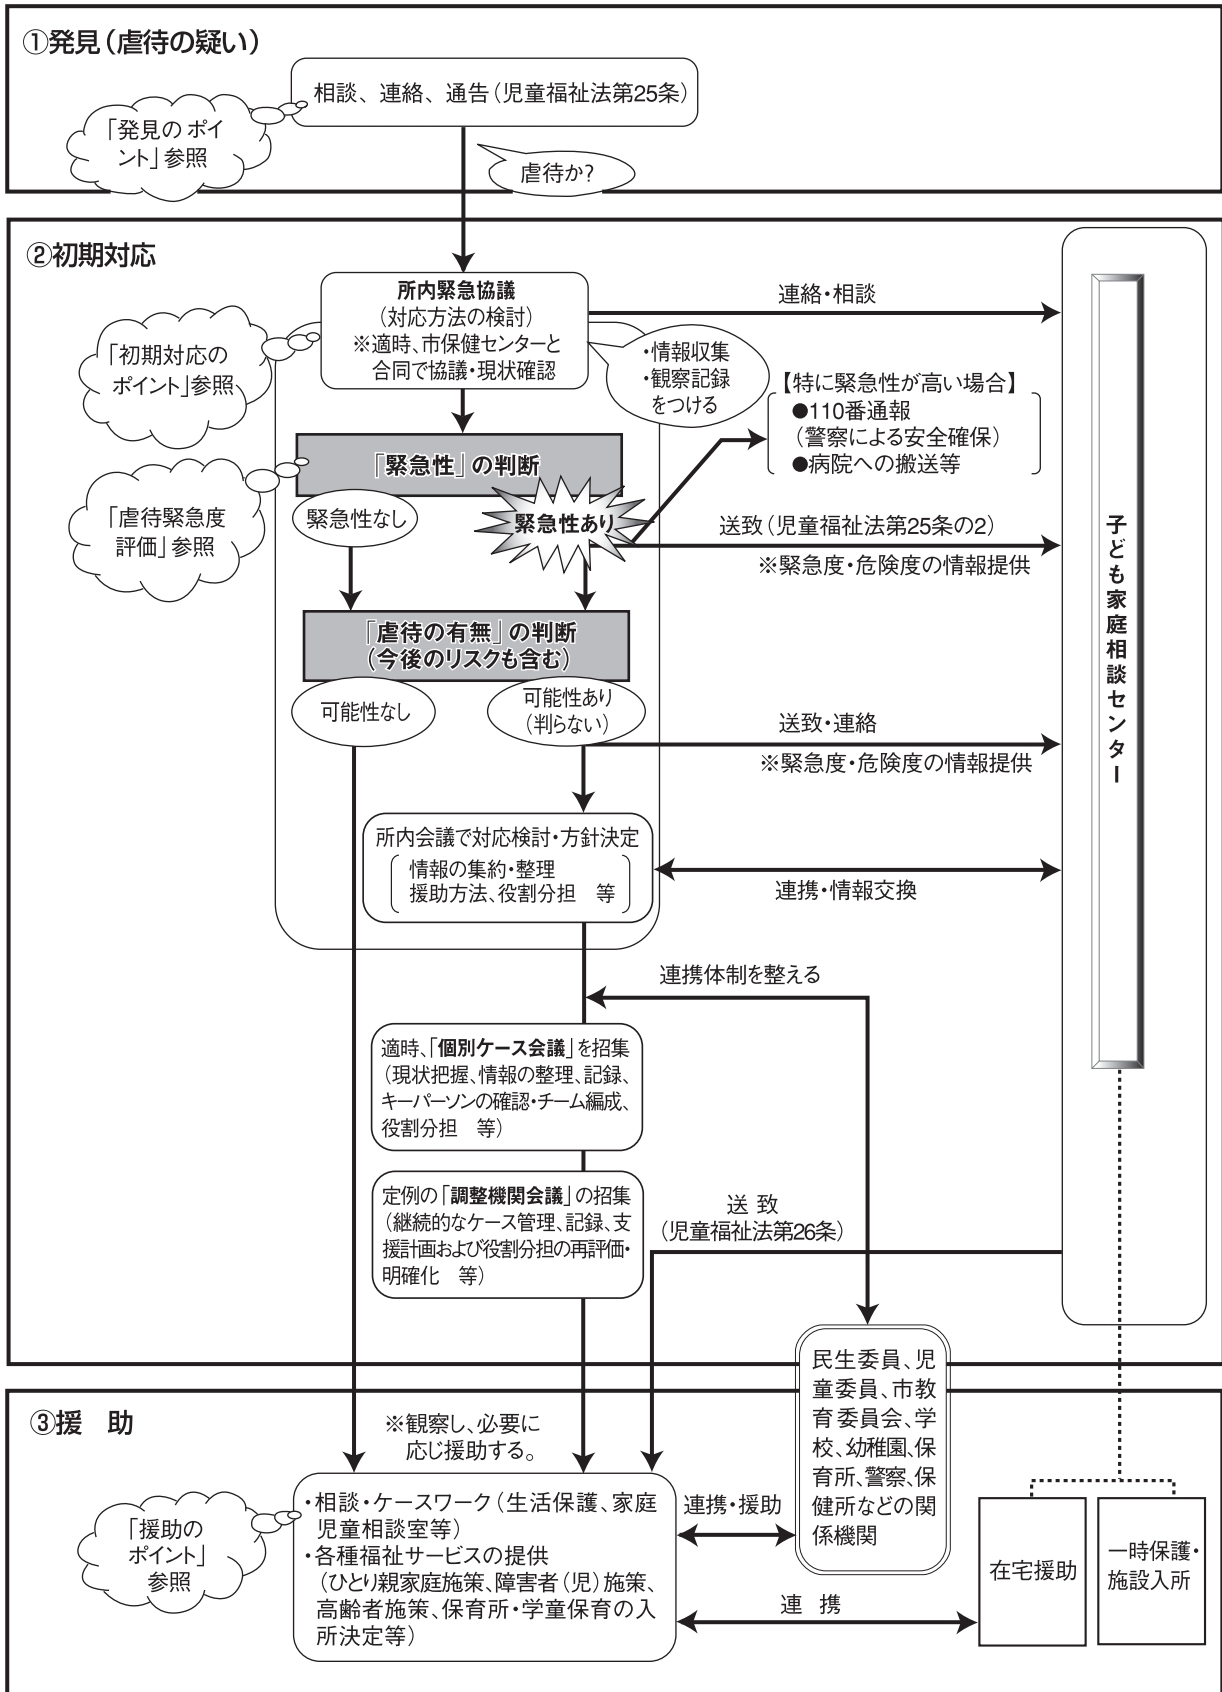 ①発見（虐待の疑い）
相談、連絡、通告（児童福祉法第25条）
「発見のポイ
ント」参照
虐待か？
②初期対応
所内緊急協議
（対応方法の検討）
※適時、市保健センターと
合同で協議・現状確認
連絡・相談
「初期対応の
ポイント」参照
・情報収集
・観察記録
をつける
【特に緊急性が高い場合】
●110番通報
（警察による安全確保）
●病院への搬送等
「緊急性」の判断
緊急性なし
緊急性あり
「虐待緊急度
評価」参照
送致（児童福祉法第25条の2）
※緊急度・危険度の情報提供
子ども家庭相談センター
「虐待の有無」の判断
（今後のリスクも含む）
可能性なし
可能性あり
（判らない）
送致・連絡
※緊急度・危険度の情報提供
所内会議で対応検討・方針決定
情報の集約・整理
援助方法、役割分担　等
連携・情報交換
連携体制を整える
適時、「個別ケース会議」を招集
（現状把握、情報の整理、記録、
キーパーソンの確認・チーム編成、
役割分担　等）
定例の「調整機関会議」の招集
（継続的なケース管理、記録、支
援計画および役割分担の再評価・
明確化　等）
送 致
（児童福祉法第26条）
民生委員、児
童委員、市教
育委員会、学
校、幼稚園、保
育所、警察、保
健所などの関
係機関
③援　助
※観察し、必要に
応じ援助する。
「援助の
ポイント」
参照
・相談・ケースワーク（生活保護、家庭
児童相談室等）
・各種福祉サービスの提供
（ひとり親家庭施策、障害者（児）施策、
高齢者施策、保育所・学童保育の入
所決定等）
連携・援助
連　携
在宅援助
一時保護・
施設入所